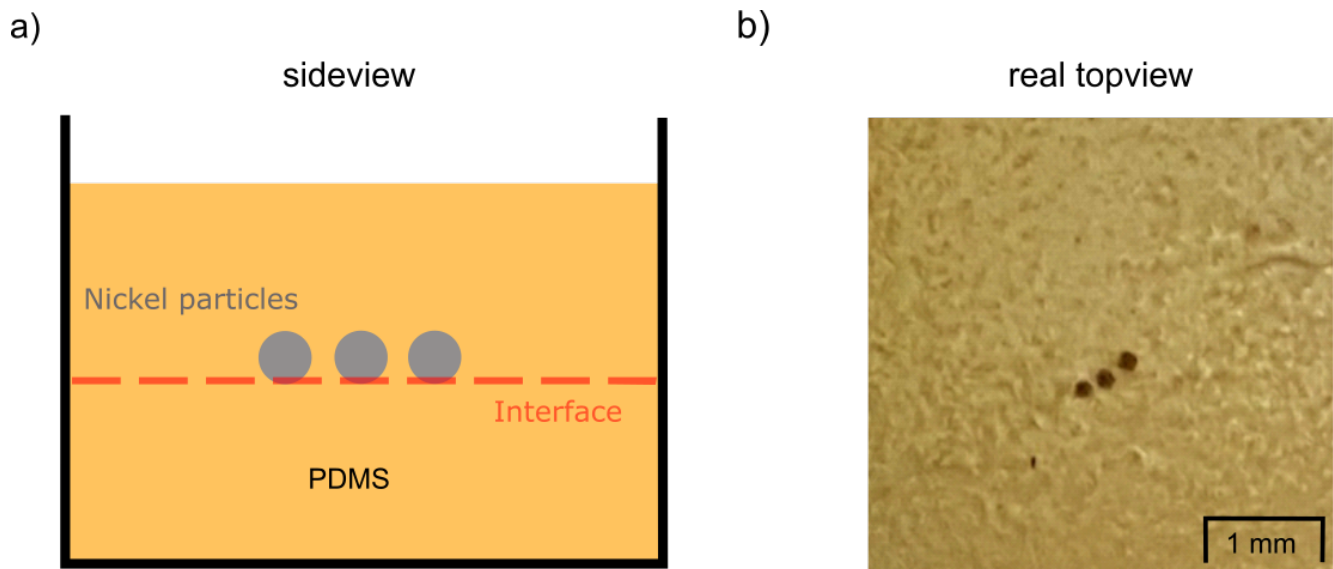 a)
sideview
Nickel particles
Interface
PDMS
b)
real topview
1 mm